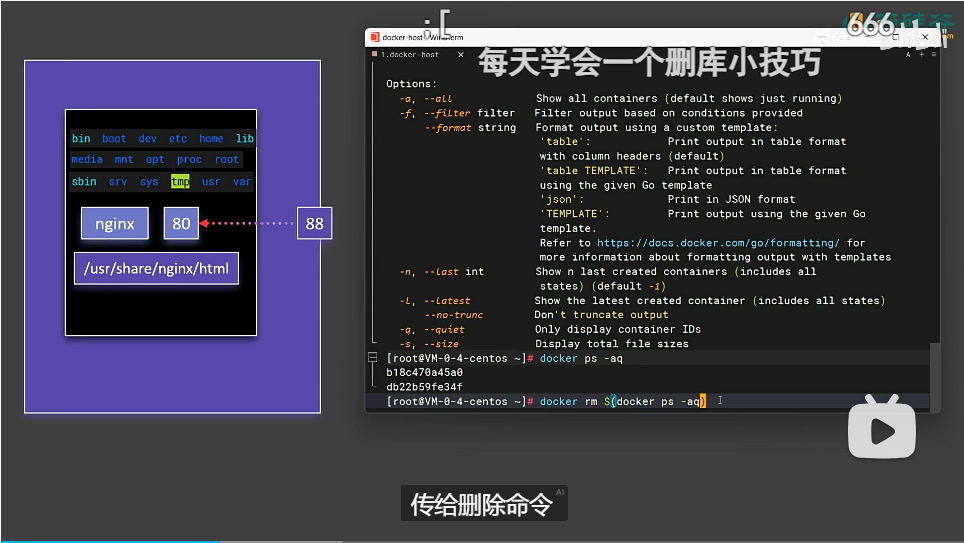 666
1.docker-host
每天学会一个删库小技巧
Options:
-a, --all Show all containers (default shows just running)
-f, --filter filter Filter output based on conditions provided
--format string Format output using a custom template:
'table': Print output in table format
with column headers (default)
'table TEMPLATE': Print output in table format
using the given Go template
'json': Print in JSON format
'TEMPLATE': Print output using the given Go
template.
Refer to https://docs.docker.com/go/formatting/ for
more information about formatting output with templates
-n, --last int Show n last created containers (includes all
states) (default -1)
-l, --latest Show the latest created container (includes all states)
--no-trunc Don't truncate output
-q, --quiet Only display container IDs
-s, --size Display total file sizes
[root@VM-0-4-centos ~]# docker ps -aq
b18c470a45a0
db22b59fe34f
[root@VM-0-4-centos ~]# docker rm $(docker ps -aq)
bin boot dev etc home lib
media mnt opt proc root
sbin srv sys tmp usr var
nginx 80 88
/usr/share/nginx/html
传给删除命令 AI